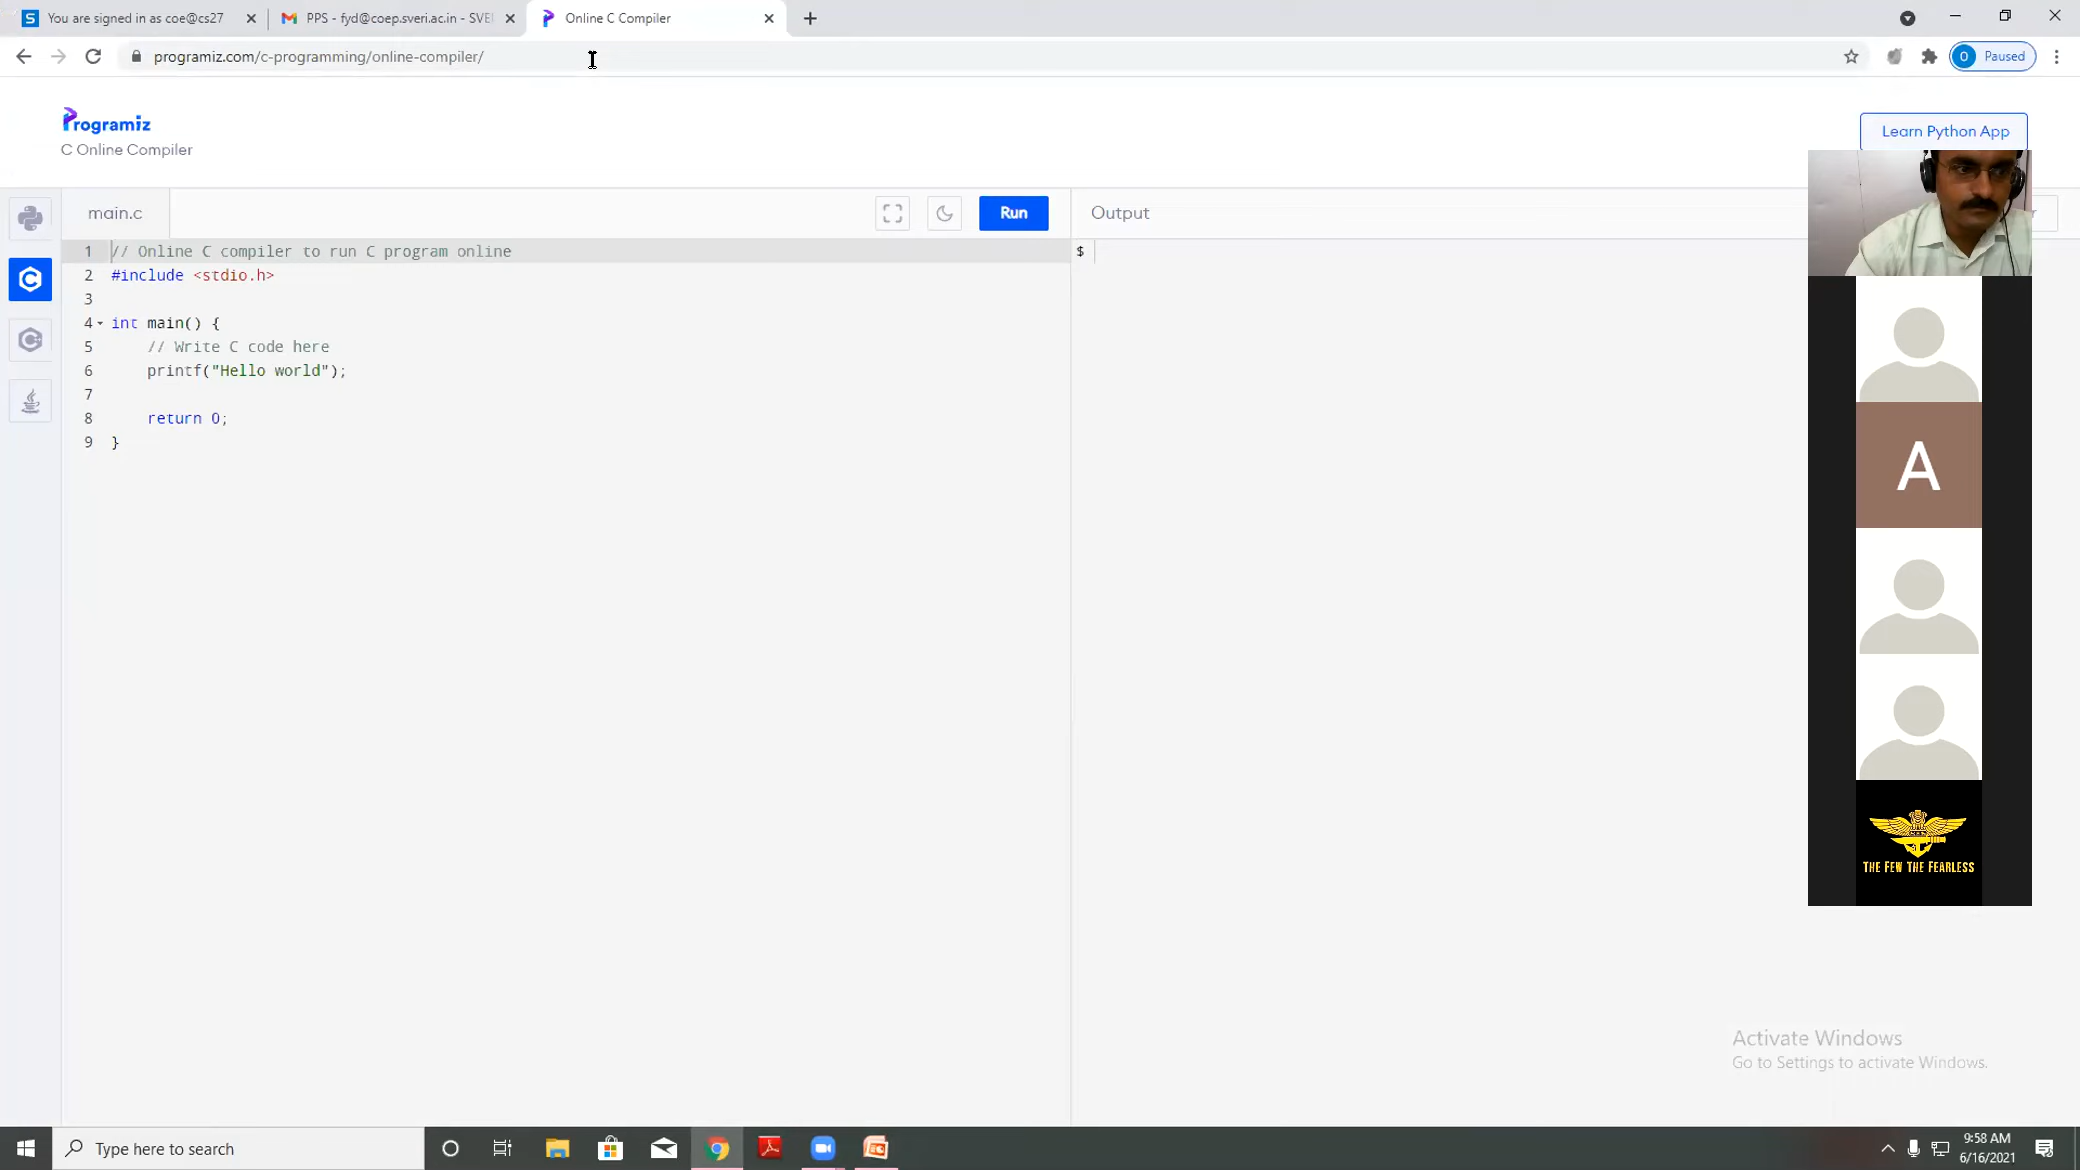 You are signed in as coe@cs27
PPS - fyd@coep.sveri.ac.in - SVE
Online C Compiler
programiz.com/c-programming/online-compiler/
O Paused
Programiz
C Online Compiler
Learn Python App
main.c
Run
Output
1 // Online C compiler to run C program online
2 #include <stdio.h>
3
4 int main() {
5 // Write C code here
6 printf("Hello world");
7
8 return 0;
9 }
$
A
THE FEW THE FEARLESS
Activate Windows
Go to Settings to activate Windows.
Type here to search
9:58 AM
6/16/2021